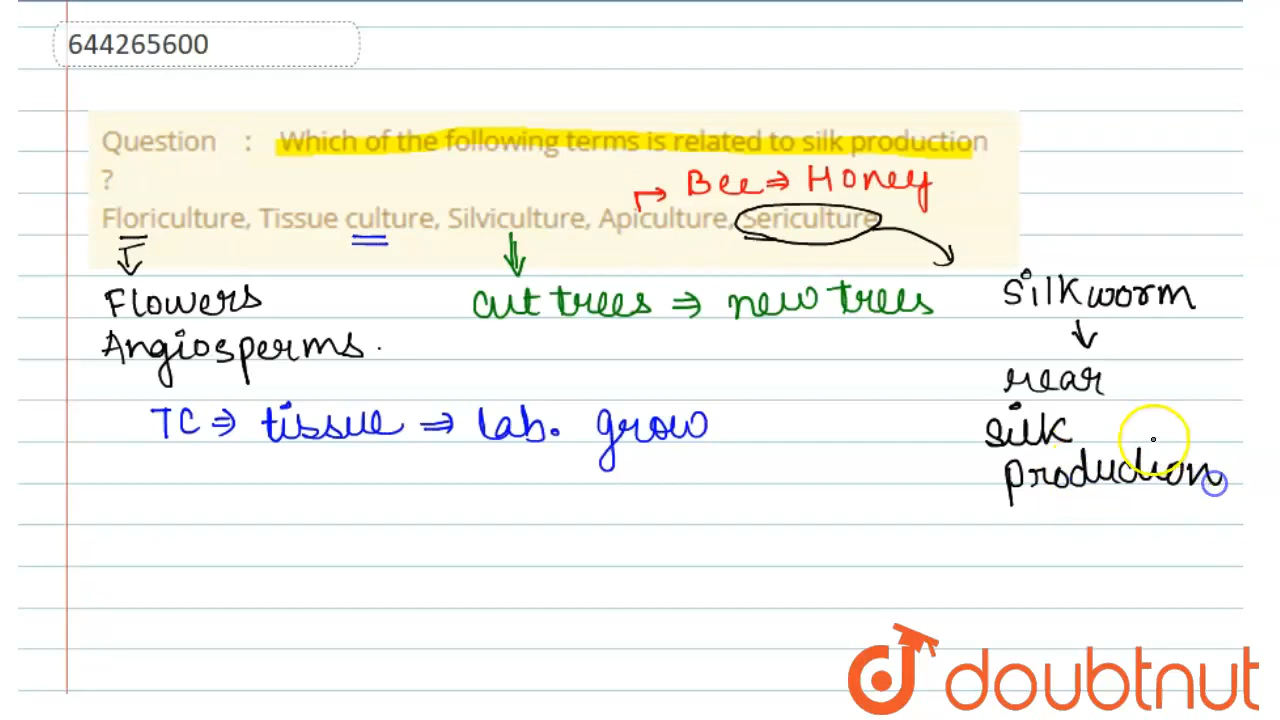 644265600
Question : Which of the following terms is related to silk production
?
Bee ⇒ Honey
Floriculture, Tissue culture, Silviculture, Apiculture, Sericulture
Flowers
Angiosperms.
cut trees ⇒ new trees
Silkworm
rear
silk
production
TC ⇒ tissue ⇒ lab. grow
doubtnut